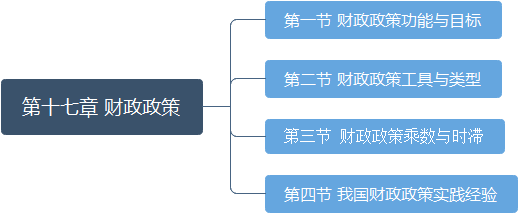 第十七章 财政政策
第一节 财政政策功能与目标
第二节 财政政策工具与类型
第三节 财政政策乘数与时滞
第四节 我国财政政策实践经验